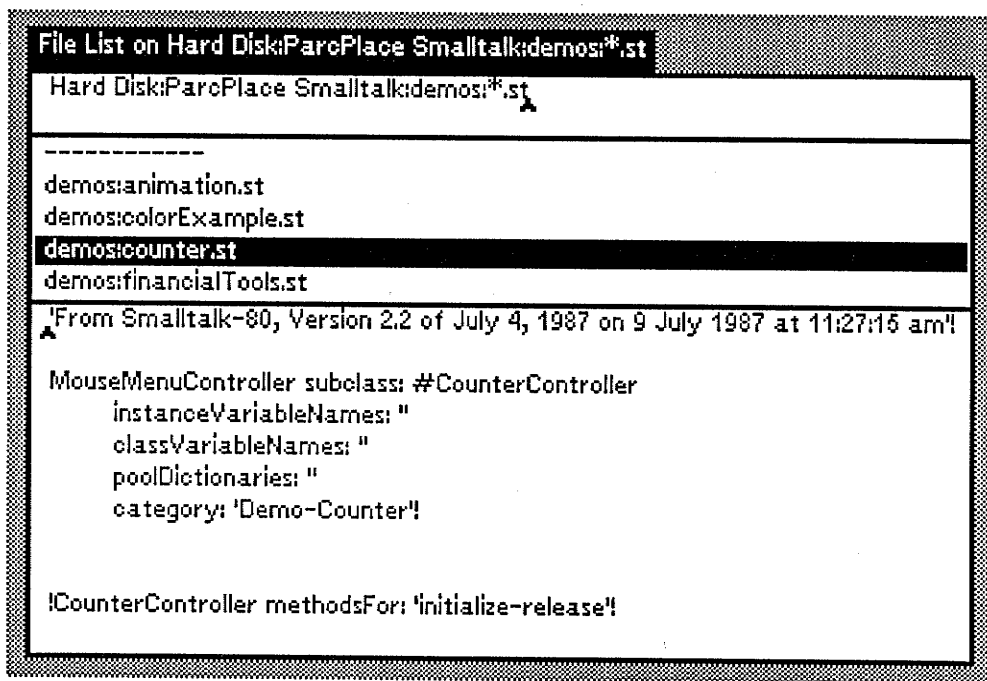 File List on Hard Disk:ParcPlace Smalltalk:demos:*.st
Hard Disk:ParcPlace Smalltalk:demos:*.st
------------
demos:animation.st
demos:colorExample.st
demos:counter.st
demos:financialTools.st
'From Smalltalk-80, Version 2.2 of July 4, 1987 on 9 July 1987 at 11:27:15 am'!
MouseMenuController subclass: #CounterController
instanceVariableNames: ''
classVariableNames: ''
poolDictionaries: ''
category: 'Demo-Counter'!
!CounterController methodsFor: 'initialize-release'!